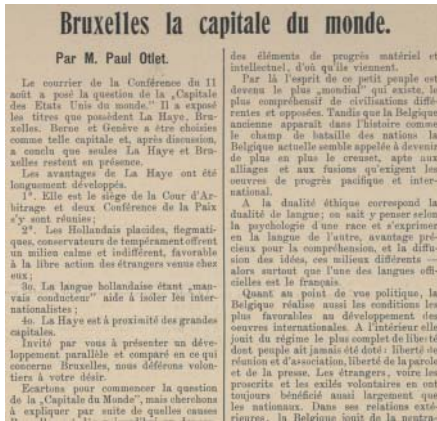 Bruxelles la capitale du monde.
Par M. Paul Otlet.
Le courrier de la Conférence du 11
août a posé la question de la „Capitale
des Etats Unis du monde." Il a exposé
les titres que possèdent La Haye, Bru-
xelles, Berne et Genève a être choisies
comme telle capitale et, après discussion,
a conclu que seules La Haye et Bru-
xelles restent en présence.
Les avantages de La Haye ont été
longuement développés.
1°. Elle est le siège de la Cour d'Ar-
bitrage et deux Conférence de la Paix
s'y sont réunies;
2°. Les Hollandais placides, flegmati-
ques, conservateurs de tempérament offrent
un milieu calme et indifférent, favorable
à la libre action des étrangers venus chez
eux;
3o. La langue hollandaise étant „mau-
vais conducteur" aide à isoler les inter-
nationalistes;
4o. La Haye est à proximité des grandes
capitales.
Invité par vous à présenter un déve-
loppement parallèle et comparé en ce qui
concerne Bruxelles, nous déférons volon-
tiers à votre désir.
Ecartons pour commencer la question
de la „Capitale du Monde", mais cherchons
à expliquer par suite de quelles causes
des éléments de progrès matériel et
intellectuel, d'où qu'ils viennent.
Par là l'esprit de ce petit peuple est
devenu le plus „mondial" qui existe, le
plus compréhensif de civilisations diffé-
rentes et opposées. Tandis que la Belgique
ancienne apparait dans l'histoire comme
le champ de bataille des nations la
Belgique actuelle semble appelée à devenir
de plus en plus le creuset, apte aux
alliages et aux fusions qu'exigent les
oeuvres de progrès pacifique et inter-
national.
A la dualité éthique correspond la
dualité de langue; on sait y penser selon
la psychologie d'une race et s'exprimer
en la langue de l'autre, avantage pré-
cieux pour la compréhension, et la diffu-
sion des idées, ces milieux différents —
alors surtout que l'une des langues offi-
cielles est le français.
Quant au point de vue politique, la
Belgique réalise aussi les conditions les
plus favorables au développement des
oeuvres internationales. A l'intérieur elle
jouit du régime le plus complet de liberté
dont peuple ait jamais été doté: liberté de
réunion et d'association, liberté de la parole
et de la presse. Les étrangers, voire les
proscrits et les exilés volontaires en ont
toujours bénéficié aussi largement que
les nationaux. Dans ses relations exté-
rieures, la Belgique jouit de la neutra-